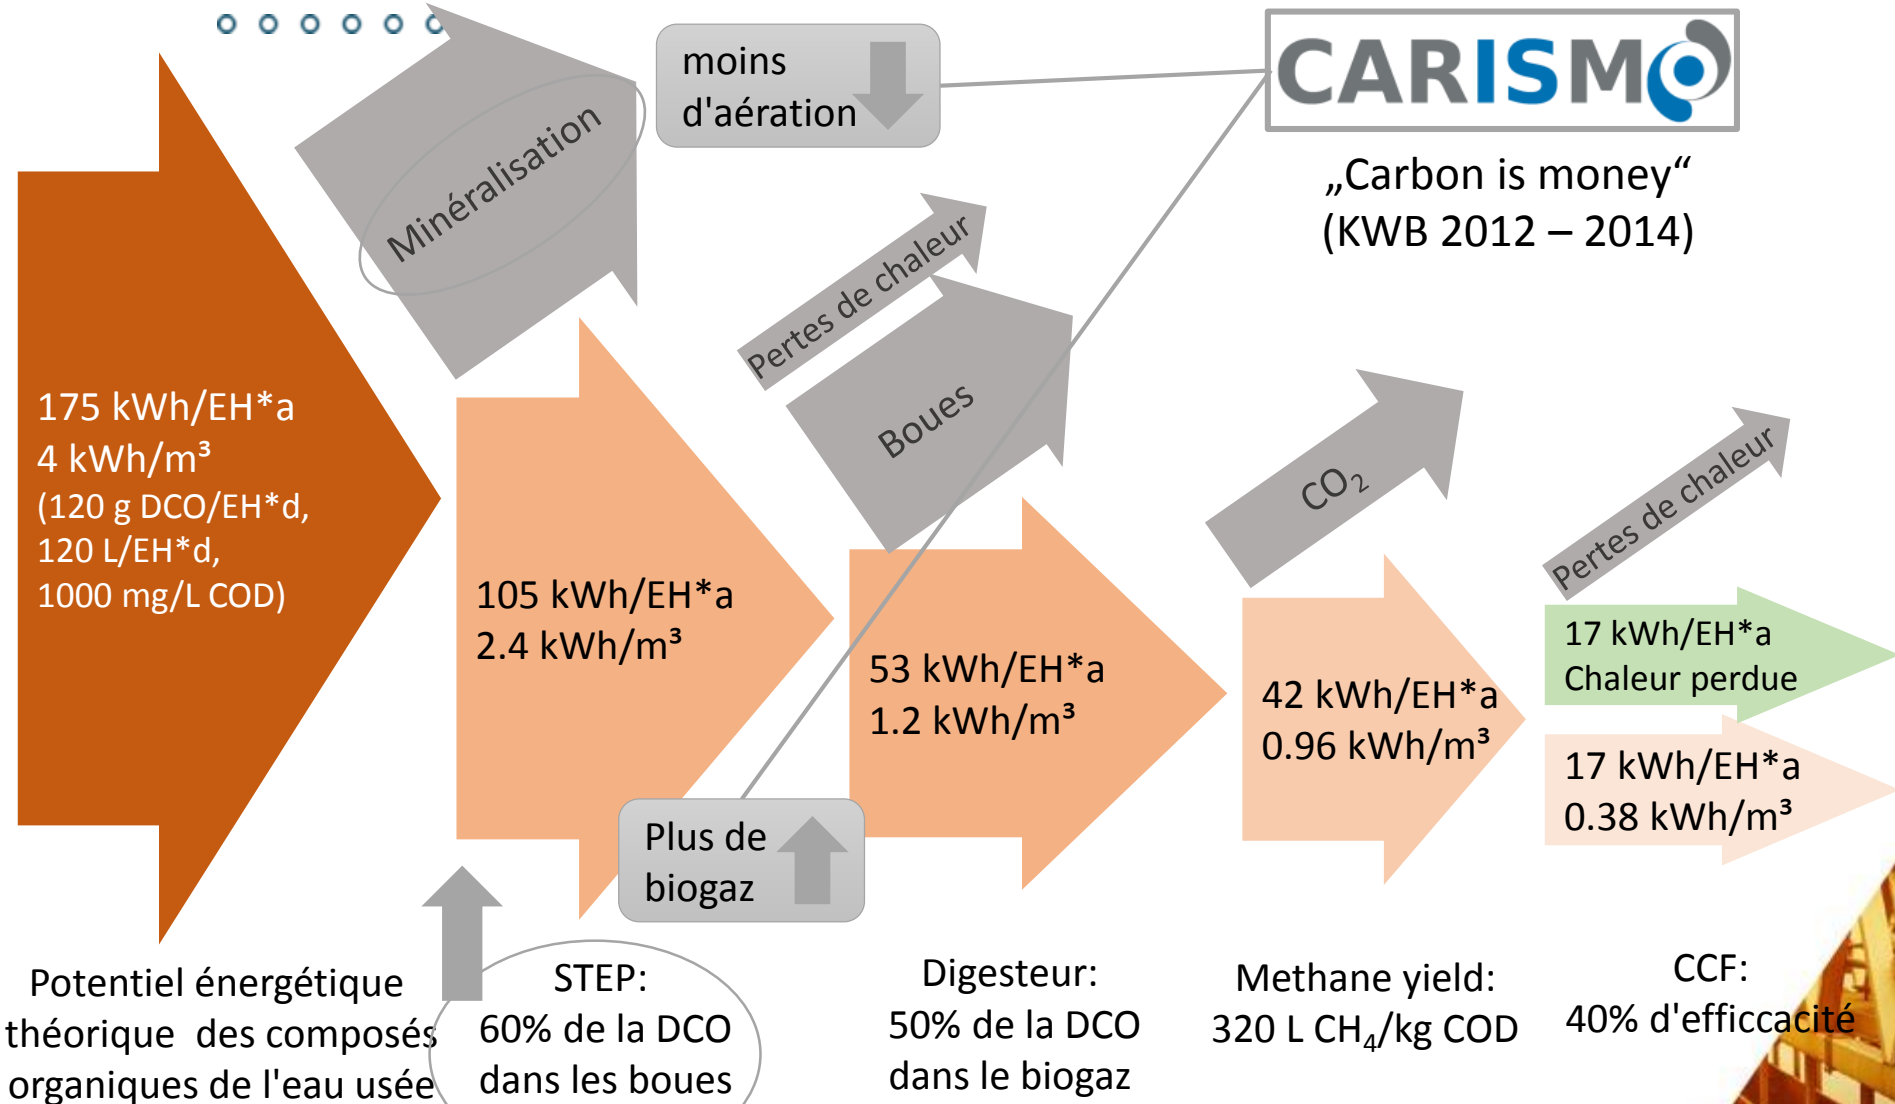 moins
d'aération
CARISMO
„Carbon is money“
(KWB 2012 – 2014)
Minéralisation
Pertes de chaleur
Boues
CO₂
Pertes de chaleur
175 kWh/EH*a
4 kWh/m³
(120 g DCO/EH*d,
120 L/EH*d,
1000 mg/L COD)
105 kWh/EH*a
2.4 kWh/m³
53 kWh/EH*a
1.2 kWh/m³
42 kWh/EH*a
0.96 kWh/m³
17 kWh/EH*a
Chaleur perdue
17 kWh/EH*a
0.38 kWh/m³
Plus de
biogaz
Potentiel énergétique
théorique des composés
organiques de l'eau usée
STEP:
60% de la DCO
dans les boues
Digesteur:
50% de la DCO
dans le biogaz
Methane yield:
320 L CH₄/kg COD
CCF:
40% d'efficcacité